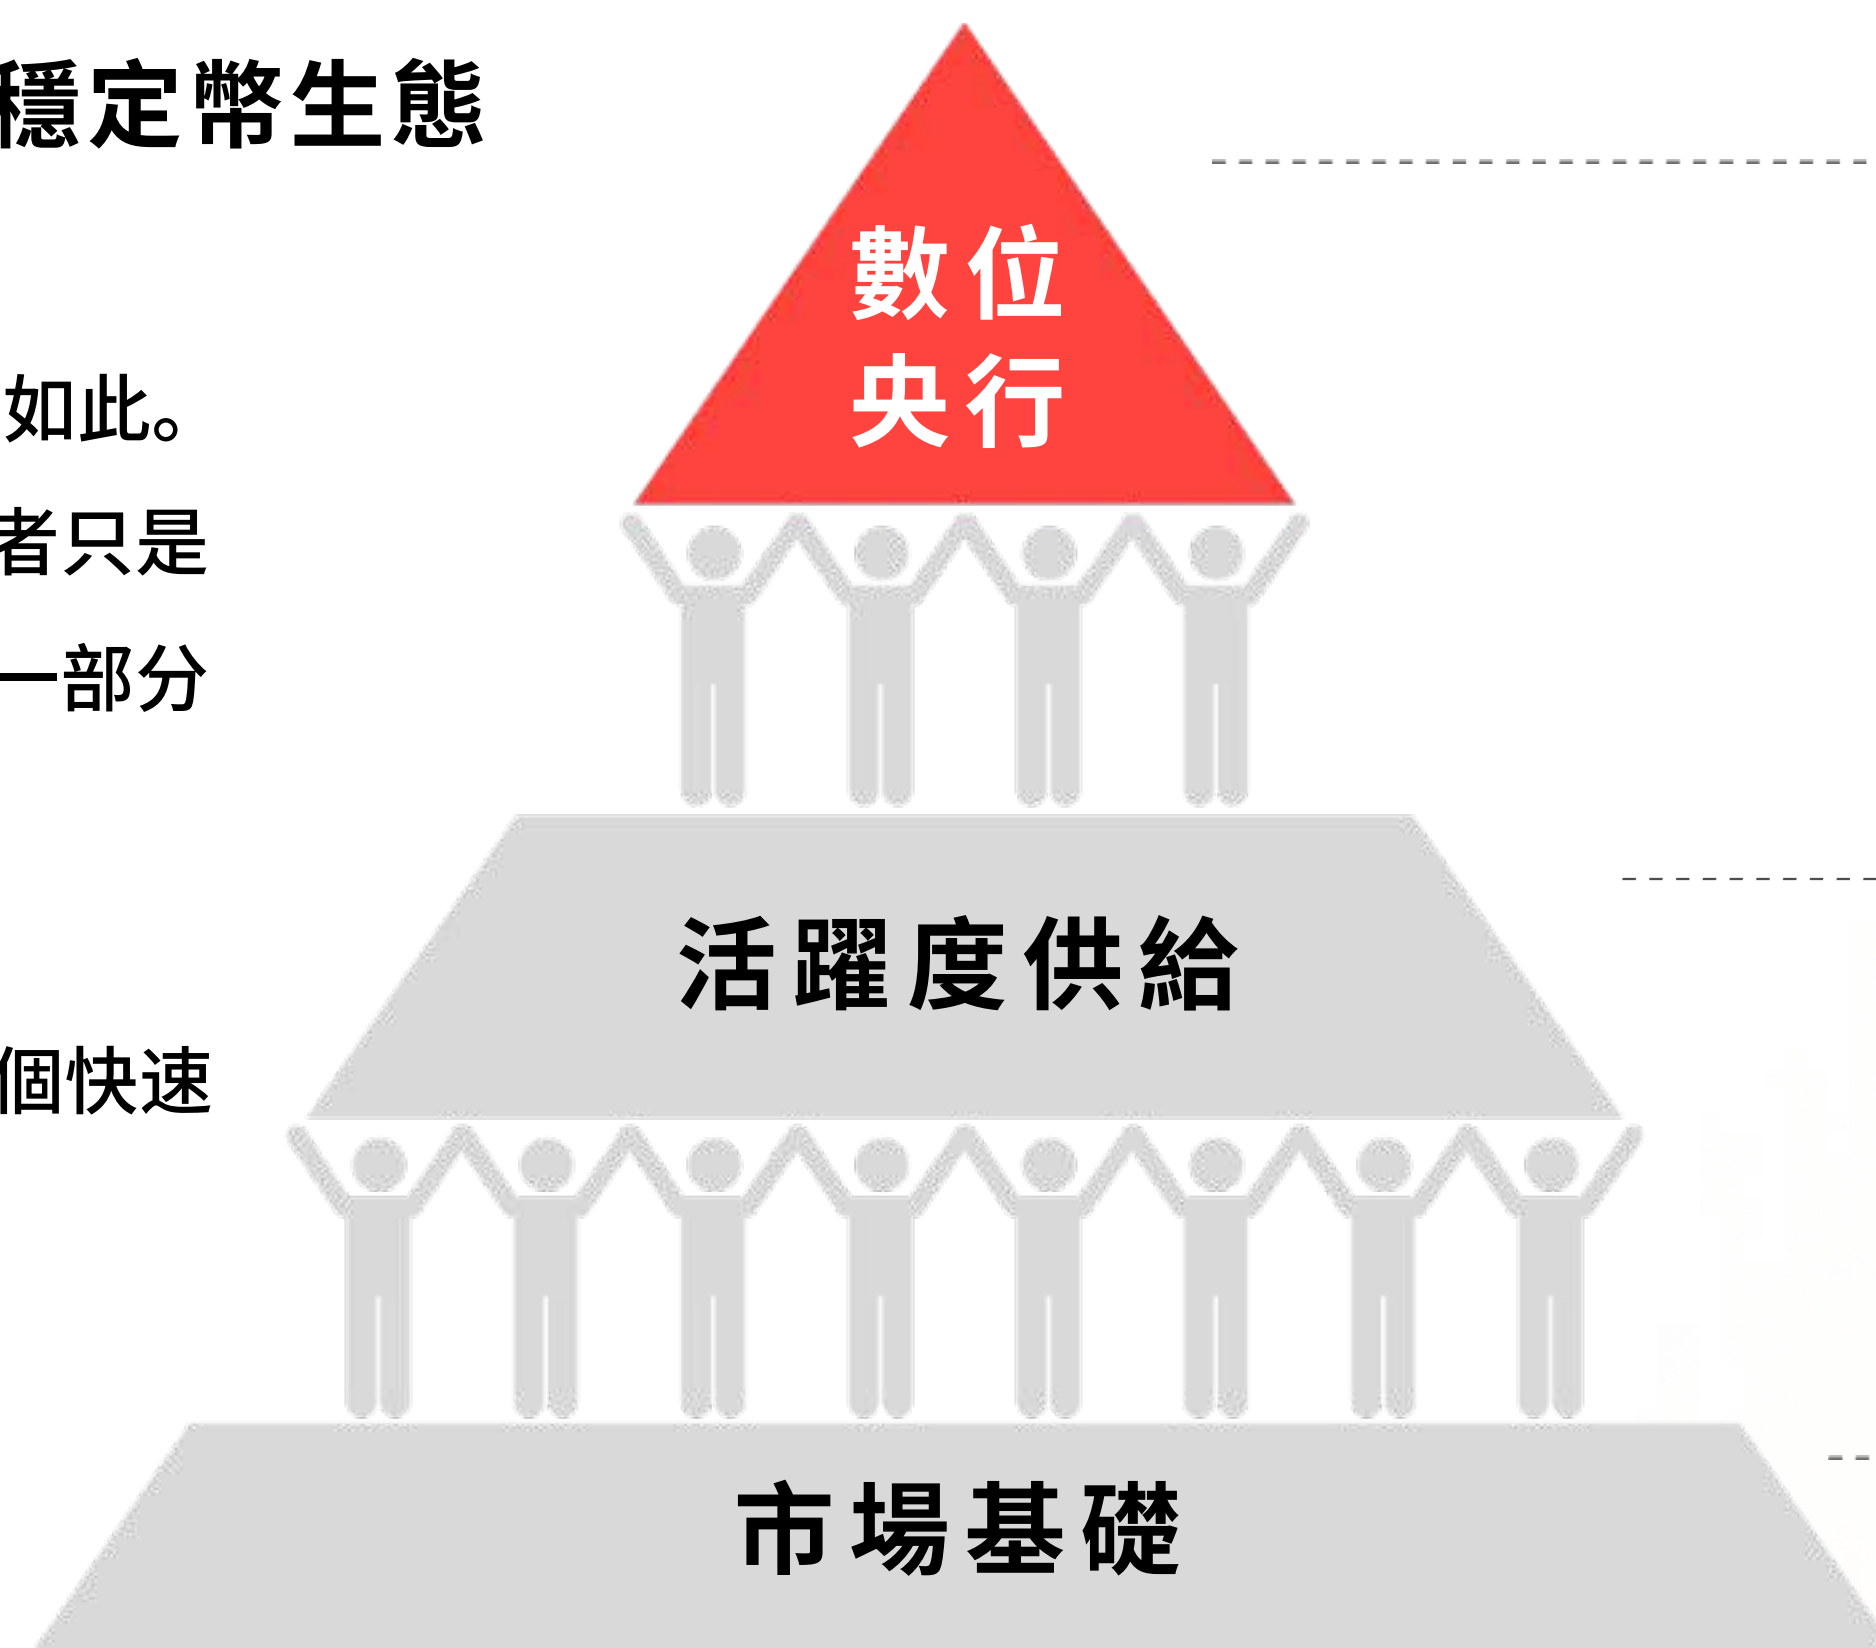 穩定幣生態
數位
央行
如此。
者只是
一部分
活躍度供給
個快速
市場基礎